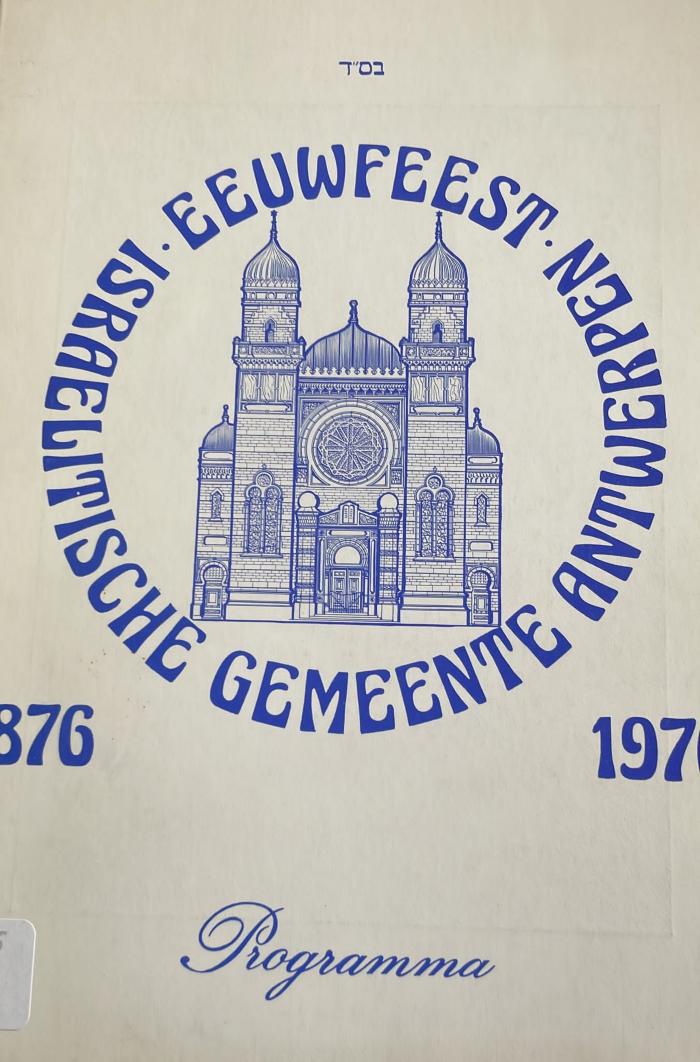 בס״ד
· EEUWFEEST ·
ISRAELITISCHE GEMEENTE ANTWERPEN
876
197
Programma